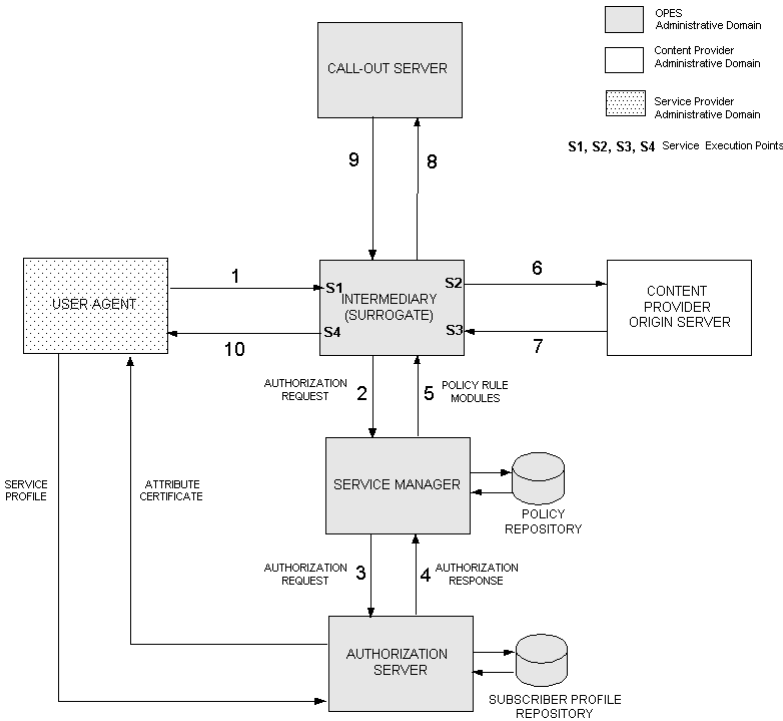 OPES
Administrative Domain
Content Provider
Administrative Domain
Service Provider
Administrative Domain
S1, S2, S3, S4 Service Execution Points
CALL-OUT SERVER
9
8
1
6
USER AGENT
S1
S2
INTERMEDIARY
(SURROGATE)
S4
S3
CONTENT
PROVIDER
ORIGIN SERVER
10
7
AUTHORIZATION
REQUEST
2
5
POLICY RULE
MODULES
SERVICE
PROFILE
ATTRIBUTE
CERTIFICATE
SERVICE MANAGER
POLICY
REPOSITORY
AUTHORIZATION
REQUEST
3
4
AUTHORIZATION
RESPONSE
AUTHORIZATION
SERVER
SUBSCRIBER PROFILE
REPOSITORY